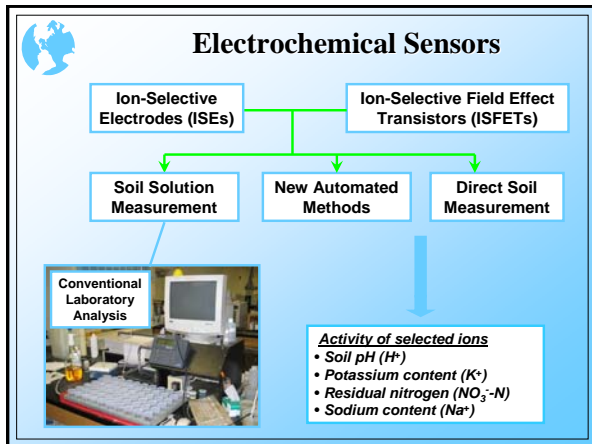 Electrochemical Sensors
Ion-Selective
Electrodes (ISEs)
Ion-Selective Field Effect
Transistors (ISFETs)
Soil Solution
Measurement
New Automated
Methods
Direct Soil
Measurement
Conventional
Laboratory
Analysis
Activity of selected ions
• Soil pH (H⁺)
• Potassium content (K⁺)
• Residual nitrogen (NO₃⁻-N)
• Sodium content (Na⁺)